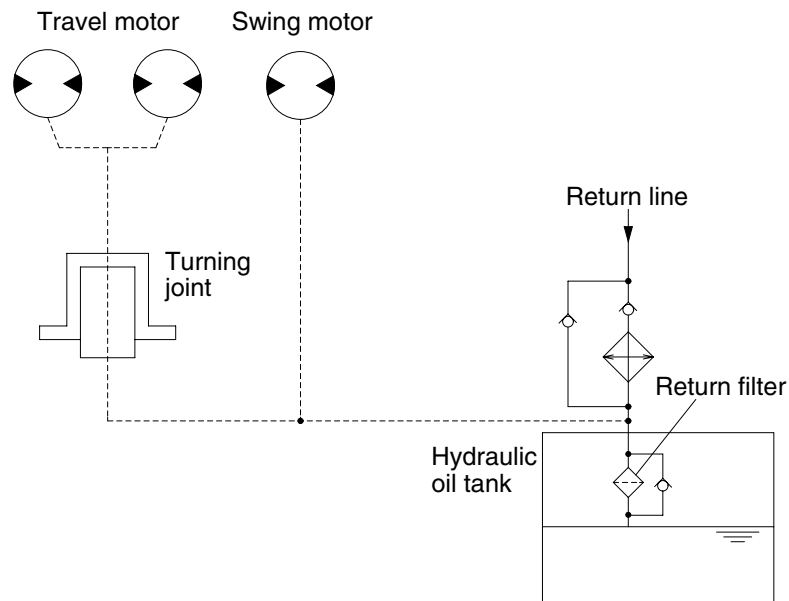 Travel motor
Swing motor
Return line
Turning
joint
Return filter
Hydraulic
oil tank